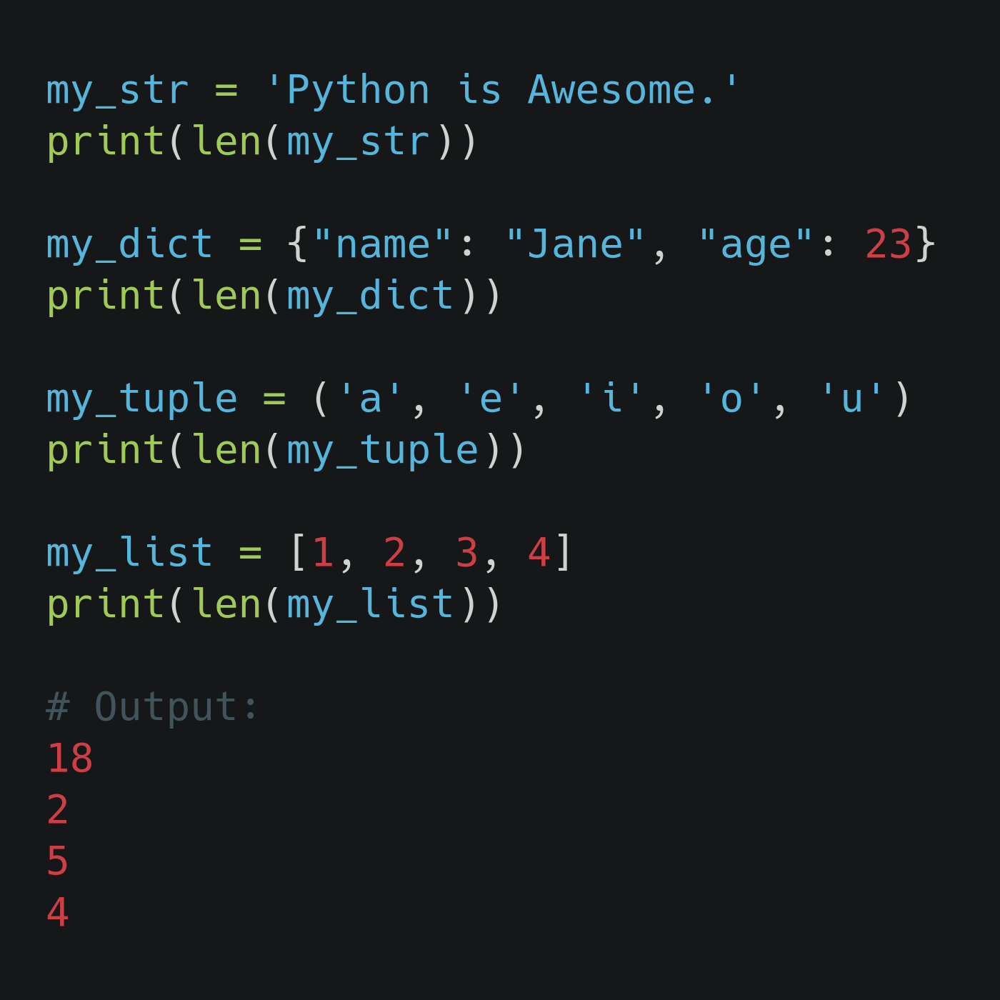 my_str = 'Python is Awesome.'
print(len(my_str))
my_dict = {"name": "Jane", "age": 23}
print(len(my_dict))
my_tuple = ('a', 'e', 'i', 'o', 'u')
print(len(my_tuple))
my_list = [1, 2, 3, 4]
print(len(my_list))
# Output:
18
2
5
4